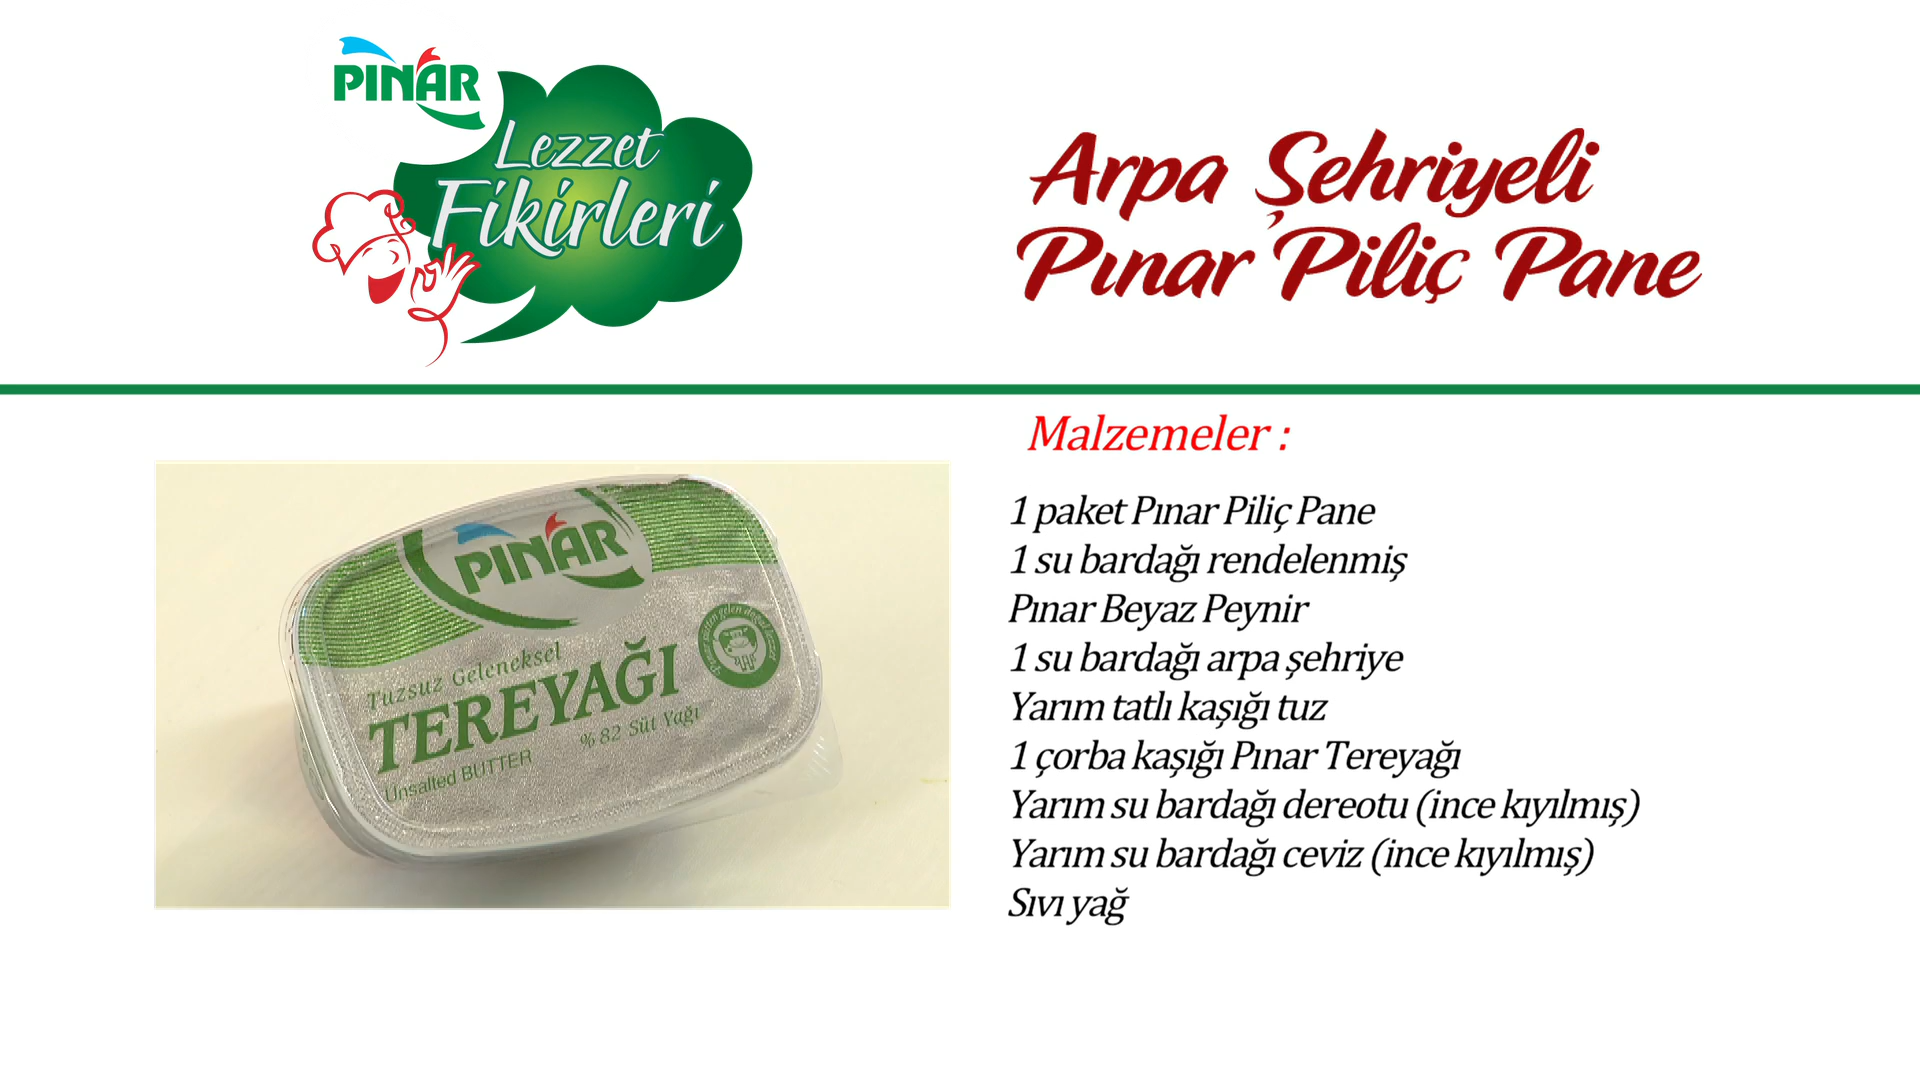 PINAR
Lezzet
Fikirleri
Arpa Şehriyeli
Pınar Piliç Pane
Malzemeler :
1 paket Pınar Piliç Pane
1 su bardağı rendelenmiş
Pınar Beyaz Peynir
1 su bardağı arpa şehriye
Yarım tatlı kaşığı tuz
1 çorba kaşığı Pınar Tereyağı
Yarım su bardağı dereotu (ince kıyılmış)
Yarım su bardağı ceviz (ince kıyılmış)
Sıvı yağ
PINAR
Tuzsuz Geleneksel
TEREYAĞI
%82 Süt Yağı
Unsalted BUTTER